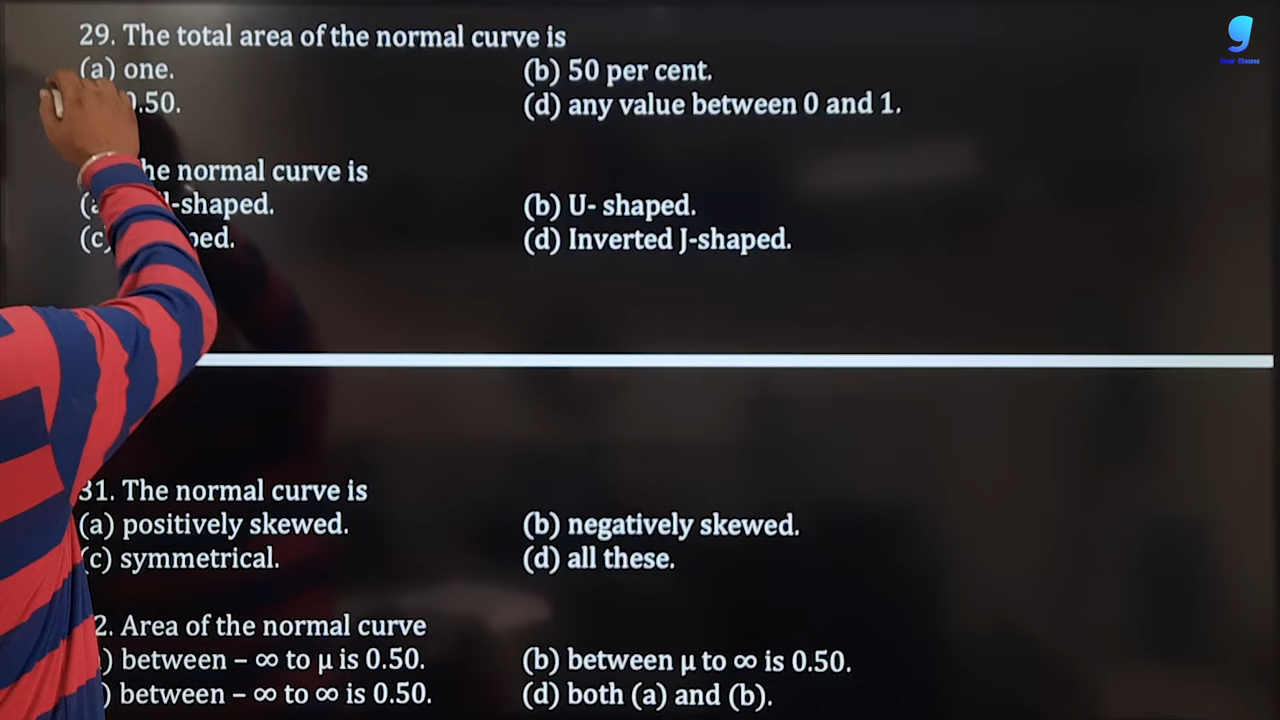 29. The total area of the normal curve is
(a) one. (b) 50 per cent.
0.50. (d) any value between 0 and 1.
normal curve is
-shaped. (b) U- shaped.
(c) (d) Inverted J-shaped.
31. The normal curve is
(a) positively skewed. (b) negatively skewed.
(c) symmetrical. (d) all these.
2. Area of the normal curve
) between – ∞ to μ is 0.50. (b) between μ to ∞ is 0.50.
) between – ∞ to ∞ is 0.50. (d) both (a) and (b).